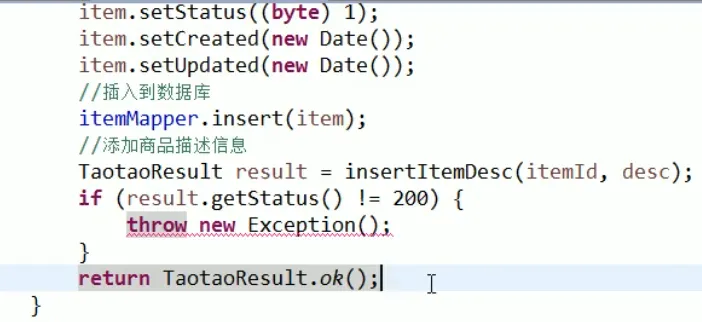 item.setStatus((byte) 1);
item.setCreated(new Date());
item.setUpdated(new Date());
//插入到数据库
itemMapper.insert(item);
//添加商品描述信息
TaotaoResult result = insertItemDesc(itemId, desc);
if (result.getStatus() != 200) {
throw new Exception();
}
return TaotaoResult.ok();
}